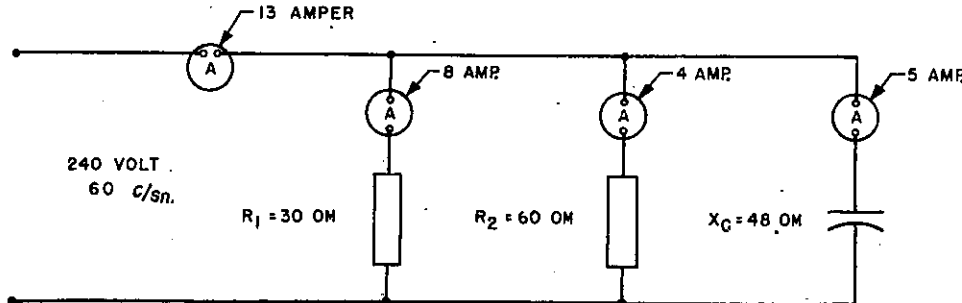 13 AMPER
A
8 AMP.
4 AMP.
5 AMP.
A
A
A
240 VOLT
60 c/sn.
R₁ = 30 OM
R₂ = 60 OM
X_C = 48 OM